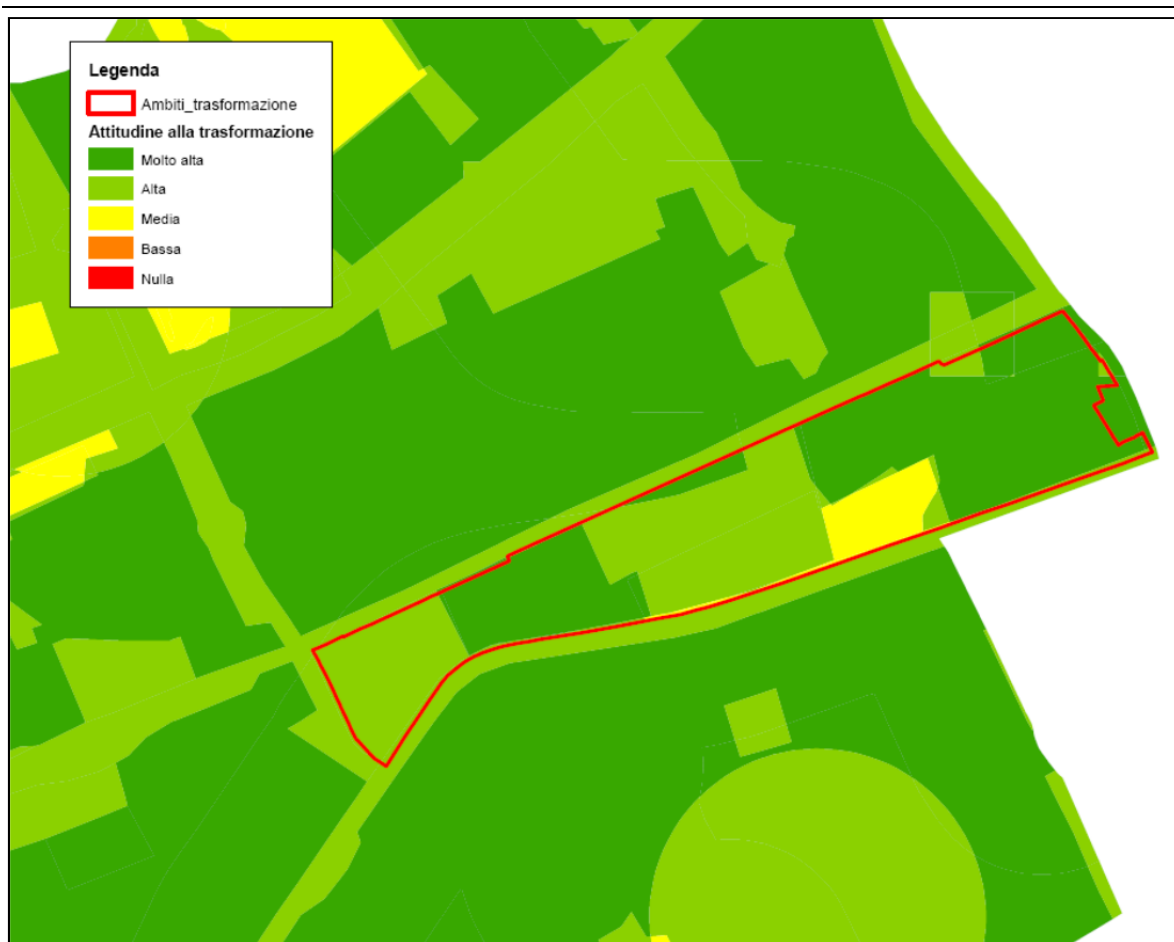 Legenda
Ambiti_trasformazione
Attitudine alla trasformazione
Molto alta
Alta
Media
Bassa
Nulla